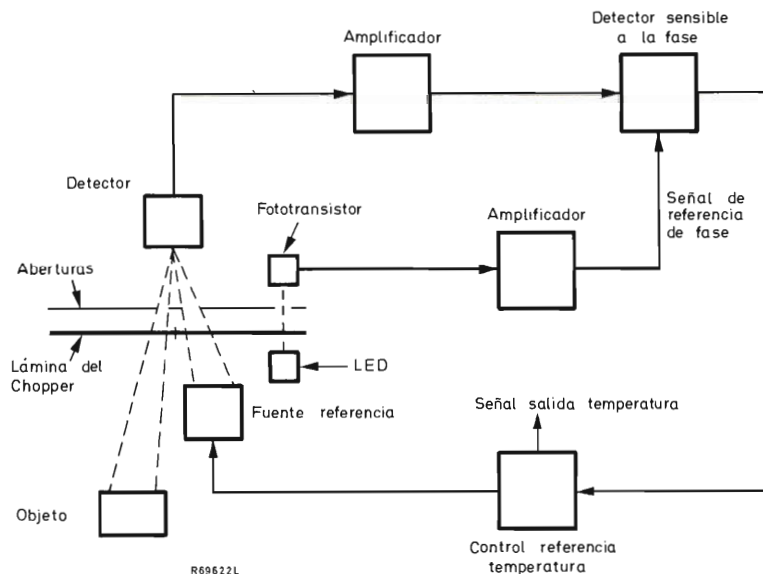 Detector sensible
a la fase
Amplificador
Detector
Fototransistor
Amplificador
Señal de
referencia
de fase
Aberturas
Lámina del
Chopper
LED
Fuente referencia
Señal salida temperatura
Objeto
Control referencia
temperatura
R69622L